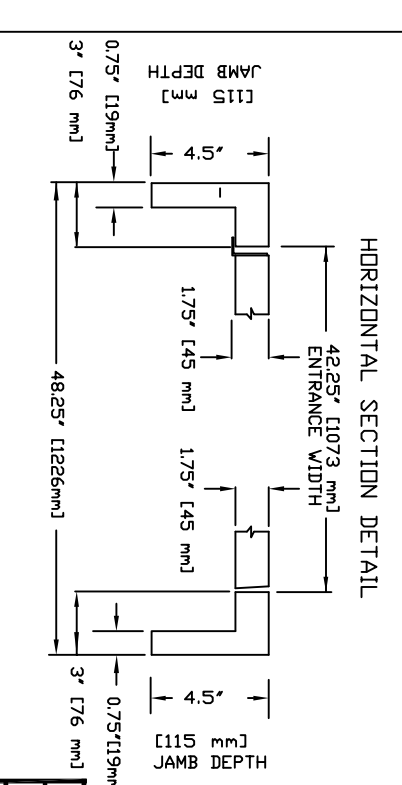 HORIZONTAL SECTION DETAIL
42.25" [1073 mm]
ENTRANCE WIDTH
1.75" [45 mm]
1.75" [45 mm]
48.25" [1226mm]
0.75" [19mm]
3" [76 mm]
4.5"
[115 mm]
JAMB DEPTH
3" [76 mm]
0.75"[19mm
4.5"
[115 mm]
JAMB DEPTH